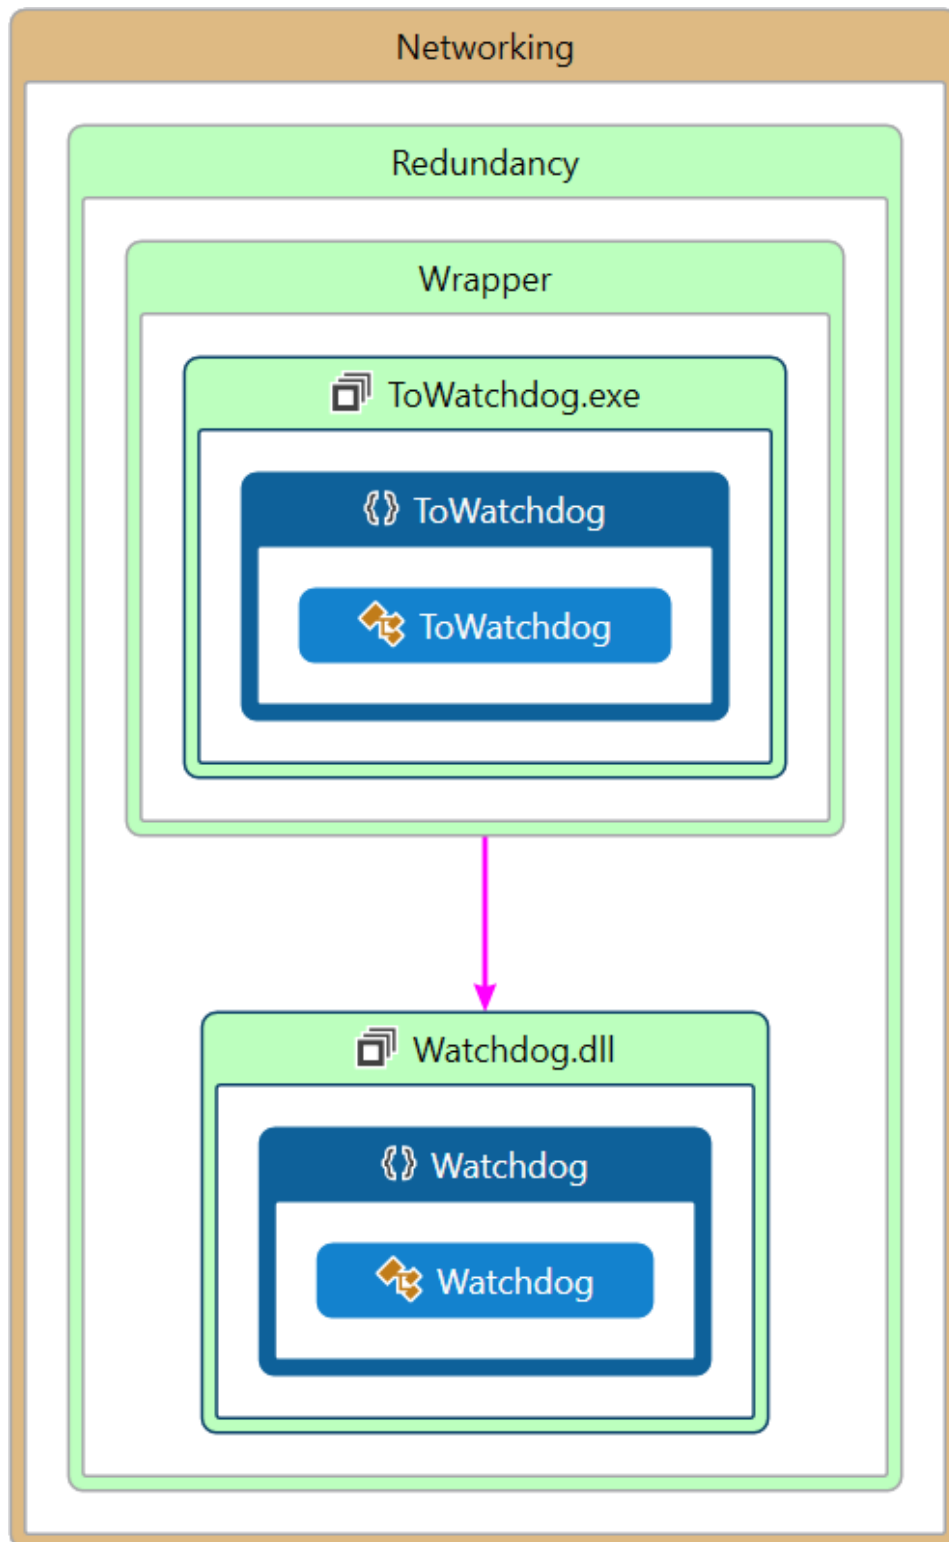 Networking
Redundancy
Wrapper
ToWatchdog.exe
{} ToWatchdog
ToWatchdog
Watchdog.dll
{} Watchdog
Watchdog